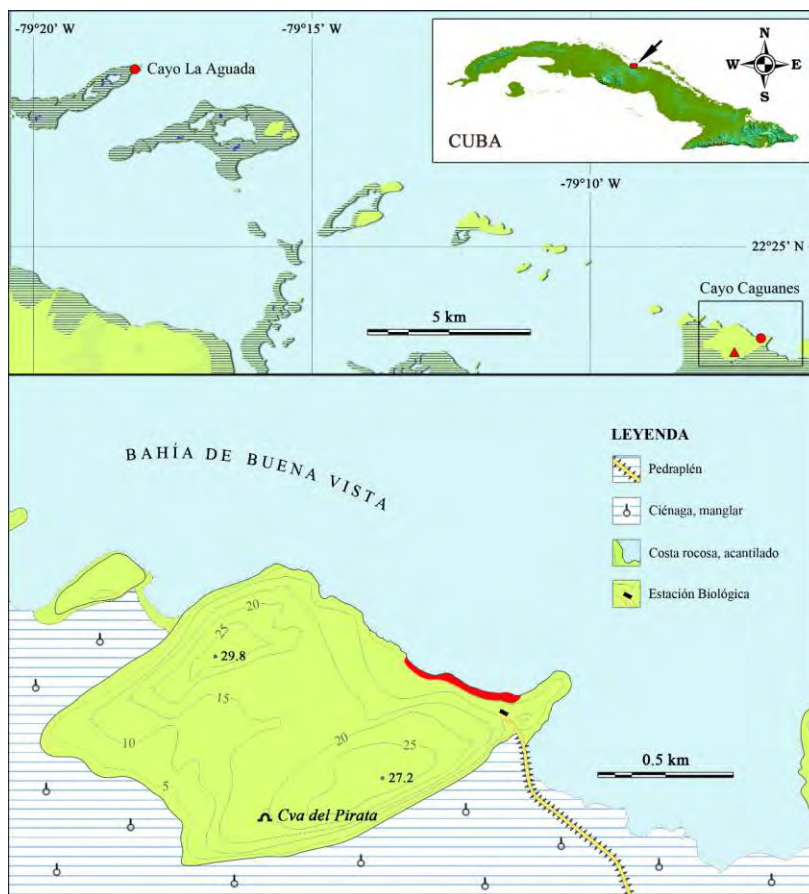 -79°20' W
-79°15' W
Cayo La Aguada
N
W E
S
CUBA
-79°10' W
22°25' N
Cayo Caguanes
5 km
BAHÍA DE BUENA VISTA
LEYENDA
Pedraplén
Ciénaga, manglar
Costa rocosa, acantilado
Estación Biológica
20
25
29.8
15
10
20
25
5
27.2
0.5 km
Cva del Pirata